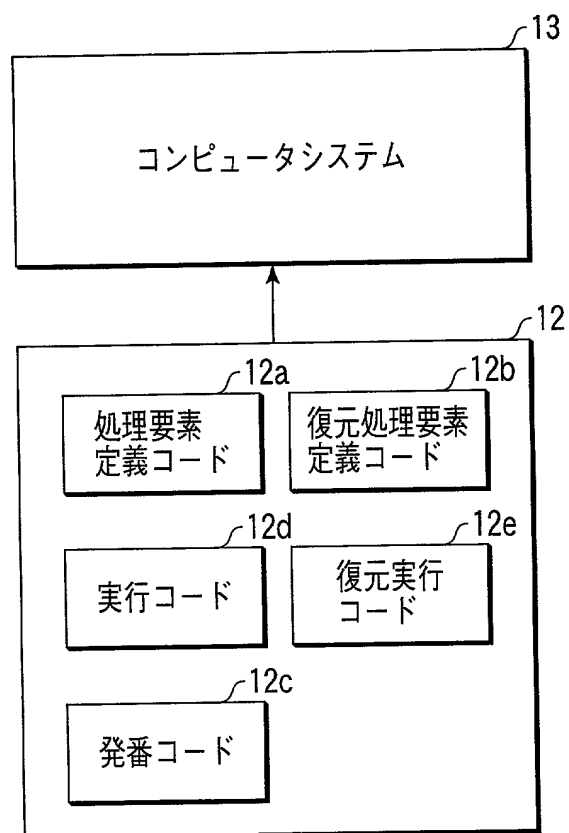 13
コンピュータシステム
12
12a
処理要素
定義コード
12b
復元処理要素
定義コード
12d
実行コード
12e
復元実行
コード
12c
発番コード